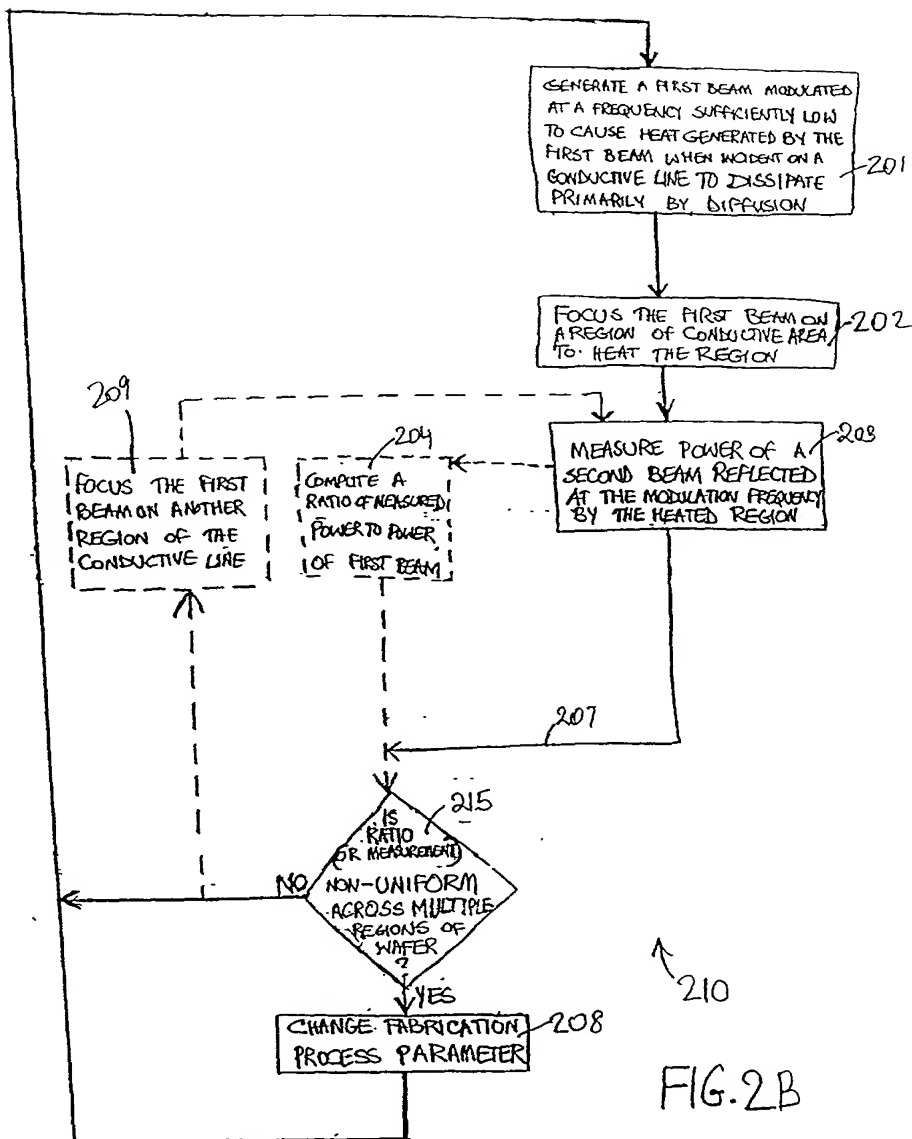 GENERATE A FIRST BEAM MODULATED
AT A FREQUENCY SUFFICIENTLY LOW
TO CAUSE HEAT GENERATED BY THE
FIRST BEAM WHEN INCIDENT ON A
CONDUCTIVE LINE TO DISSIPATE
PRIMARILY BY DIFFUSION
201
FOCUS THE FIRST BEAM ON
A REGION OF CONDUCTIVE AREA
TO HEAT THE REGION
202
209
FOCUS THE FIRST
BEAM ON ANOTHER
REGION OF THE
CONDUCTIVE LINE
204
COMPUTE A
RATIO OF MEASURED
POWER TO POWER
OF FIRST BEAM
MEASURE POWER OF A
SECOND BEAM REFLECTED
AT THE MODULATION FREQUENCY
BY THE HEATED REGION
203
207
215
IS
RATIO
(OR MEASUREMENT)
NON-UNIFORM
ACROSS MULTIPLE
REGIONS OF
WAFER
?
NO
YES
CHANGE FABRICATION
PROCESS PARAMETER
208
210
FIG. 2B